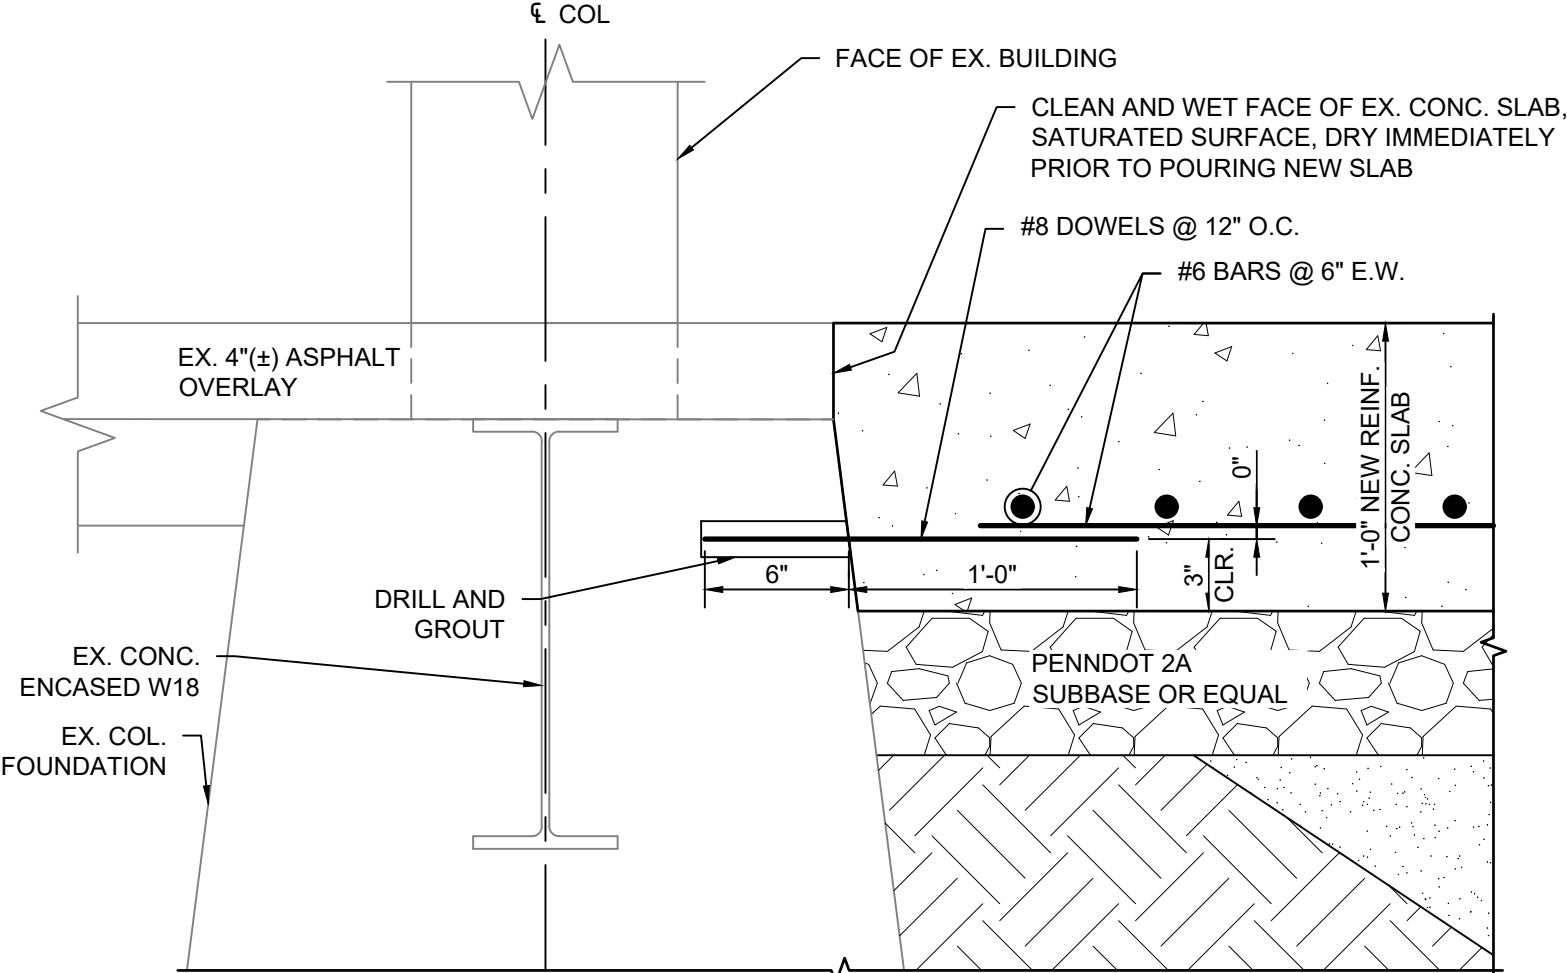 ℄ COL
FACE OF EX. BUILDING
CLEAN AND WET FACE OF EX. CONC. SLAB,
SATURATED SURFACE, DRY IMMEDIATELY
PRIOR TO POURING NEW SLAB
#8 DOWELS @ 12" O.C.
#6 BARS @ 6" E.W.
EX. 4"(±) ASPHALT
OVERLAY
0"
1'-0" NEW REINF.
CONC. SLAB
6"
1'-0"
3"
CLR.
DRILL AND
GROUT
EX. CONC.
ENCASED W18
EX. COL.
FOUNDATION
PENNDOT 2A
SUBBASE OR EQUAL